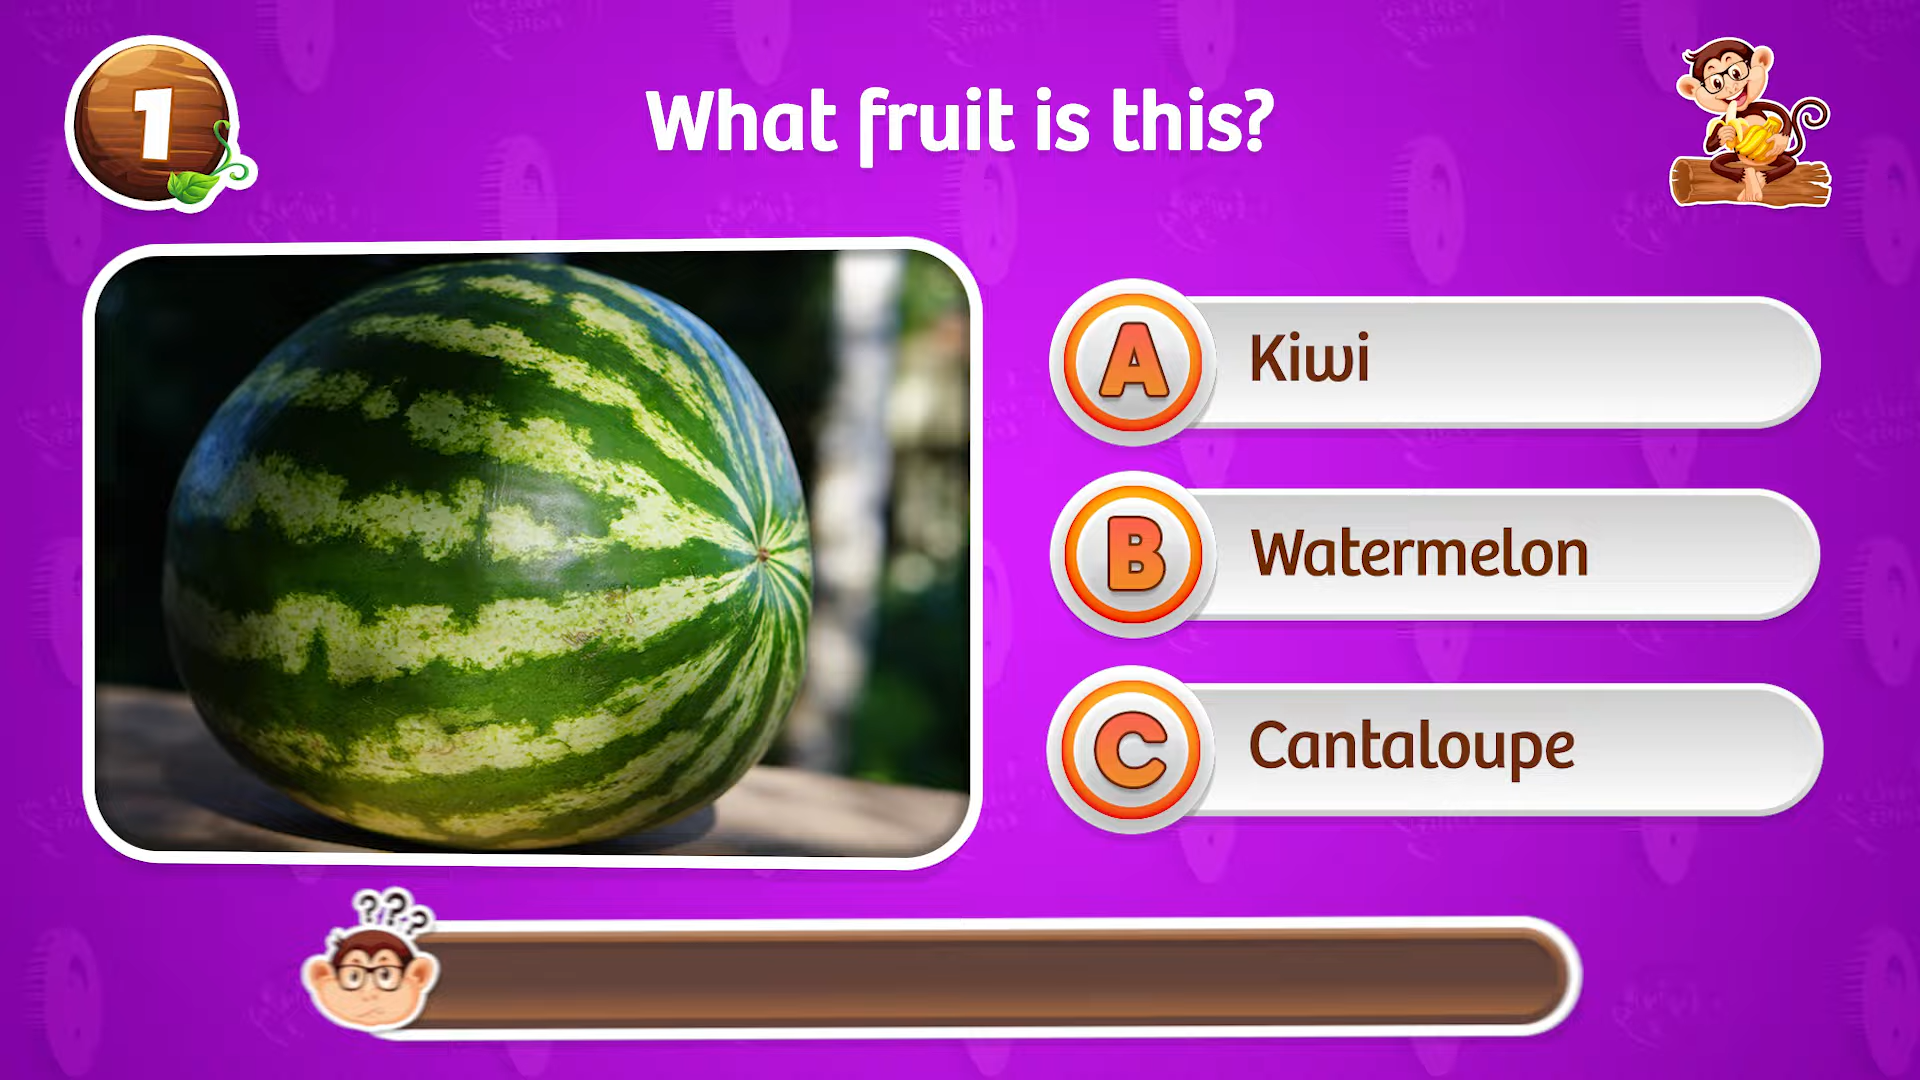 1
What fruit is this?
A Kiwi
B Watermelon
C Cantaloupe
???